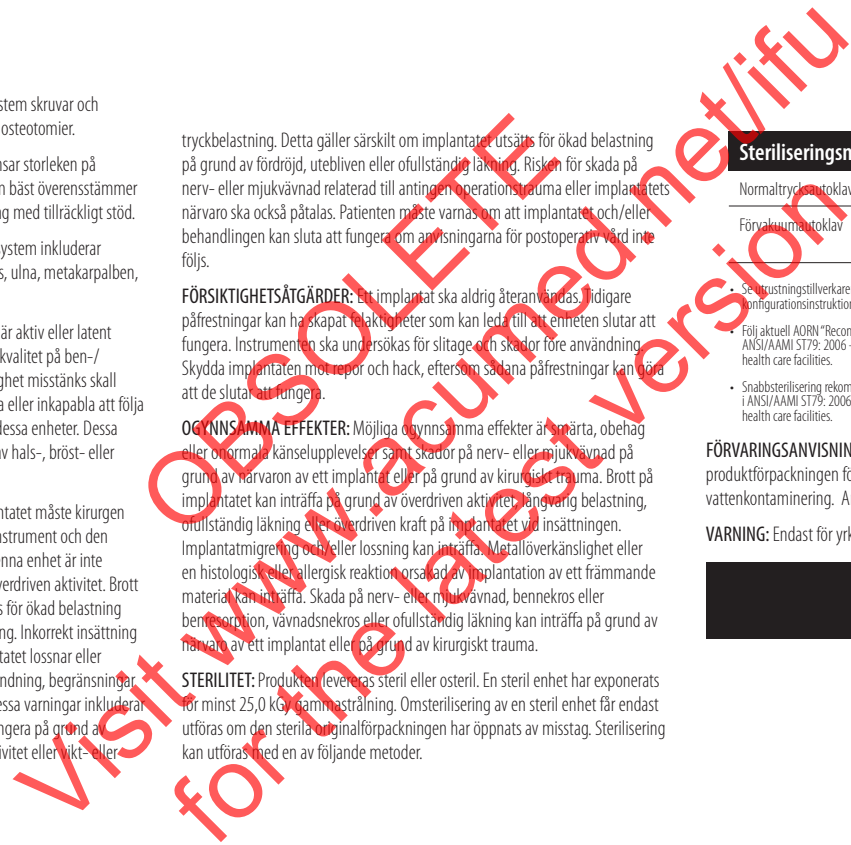 stem skruvar och
osteotomier.
nsar storleken på
n bäst överensstämmer
g med tillräckligt stöd.
system inkluderar
s, ulna, metakarpalben,
är aktiv eller latent
kvalitet på ben-/
ghet misstänks skall
a eller inkapabla att följa
dessa enheter. Dessa
av hals-, bröst- eller
ntatet måste kirurgen
nstrument och den
enna enhet är inte
verdriven aktivitet. Brott
s för ökad belastning
ng. Inkorrekt insättning
tatet lossnar eller
ndning, begränsningar
essa varningar inkluderar
ngera på grund av
vitet eller vikt- eller
tryckbelastning. Detta gäller särskilt om implantatet utsätts för ökad belastning
på grund av fördröjd, utebliven eller ofullständig läkning. Risken för skada på
nerv- eller mjukvävnad relaterad till antingen operationstrauma eller implantatets
närvaro ska också påtalas. Patienten måste varnas om att implantatet och/eller
behandlingen kan sluta att fungera om anvisningarna för postoperativ vård inte
följs.
FÖRSIKTIGHETSÅTGÄRDER: Ett implantat ska aldrig återanvändas. Tidigare
påfrestningar kan ha skapat felaktigheter som kan leda till att enheten slutar att
fungera. Instrumenten ska undersökas för slitage och skador före användning.
Skydda implantaten mot repor och hack, eftersom sådana påfrestningar kan göra
att de slutar att fungera.
OGYNNSAMMA EFFEKTER: Möjliga ogynnsamma effekter är smärta, obehag
eller onormala känselupplevelser samt skador på nerv- eller mjukvävnad på
grund av närvaron av ett implantat eller på grund av kirurgiskt trauma. Brott på
implantatet kan inträffa på grund av överdriven aktivitet, långvarig belastning,
ofullständig läkning eller överdriven kraft på implantatet vid insättningen.
Implantatmigrering och/eller lossning kan inträffa. Metallöverkänslighet eller
en histologisk eller allergisk reaktion orsakad av implantation av ett främmande
material kan inträffa. Skada på nerv- eller mjukvävnad, bennekros eller
benresorption, vävnadsnekros eller ofullständig läkning kan inträffa på grund av
närvaro av ett implantat eller på grund av kirurgiskt trauma.
STERILITET: Produkten levereras steril eller osteril. En steril enhet har exponerats
för minst 25,0 kGy gammastrålning. Omsterilisering av en steril enhet får endast
utföras om den sterila originalförpackningen har öppnats av misstag. Sterilisering
kan utföras med en av följande metoder.
Steriliseringsm
Normaltrycksautoklav
Förvakuumautoklav
• Se utrustningstillverkare
konfigurationsinstruktion
• Följ aktuell AORN "Recon
ANSI/AAMI ST79: 2006 -
health care facilities.
• Snabbsterilisering rekom
i ANSI/AAMI ST79: 2006
health care facilities.
FÖRVARINGSANVISNIN
produktförpackningen fö
vattenkontaminering. A
VARNING: Endast för yrk
OBSOLETE
Visit www.acumed.net/ifu
for the latest version